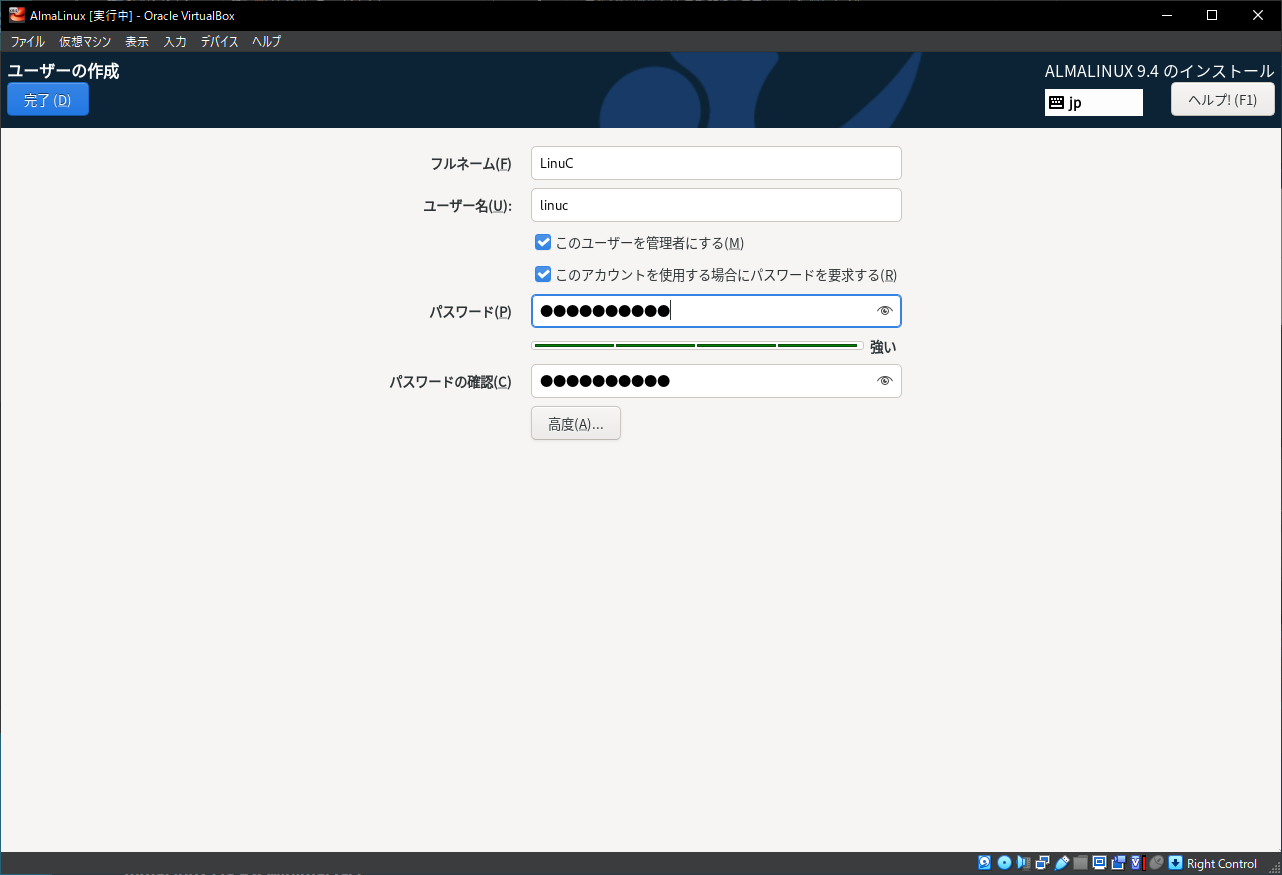 AlmaLinux [実行中] - Oracle VirtualBox
ファイル 仮想マシン 表示 入力 デバイス ヘルプ
ユーザーの作成
ALMALINUX 9.4 のインストール
完了 (D)
jp
ヘルプ! (F1)
フルネーム(F)
LinuC
ユーザー名(U):
linuc
このユーザーを管理者にする(M)
このアカウントを使用する場合にパスワードを要求する(R)
パスワード(P)
●●●●●●●●●●
強い
パスワードの確認(C)
●●●●●●●●●●
高度(A)...
Right Control